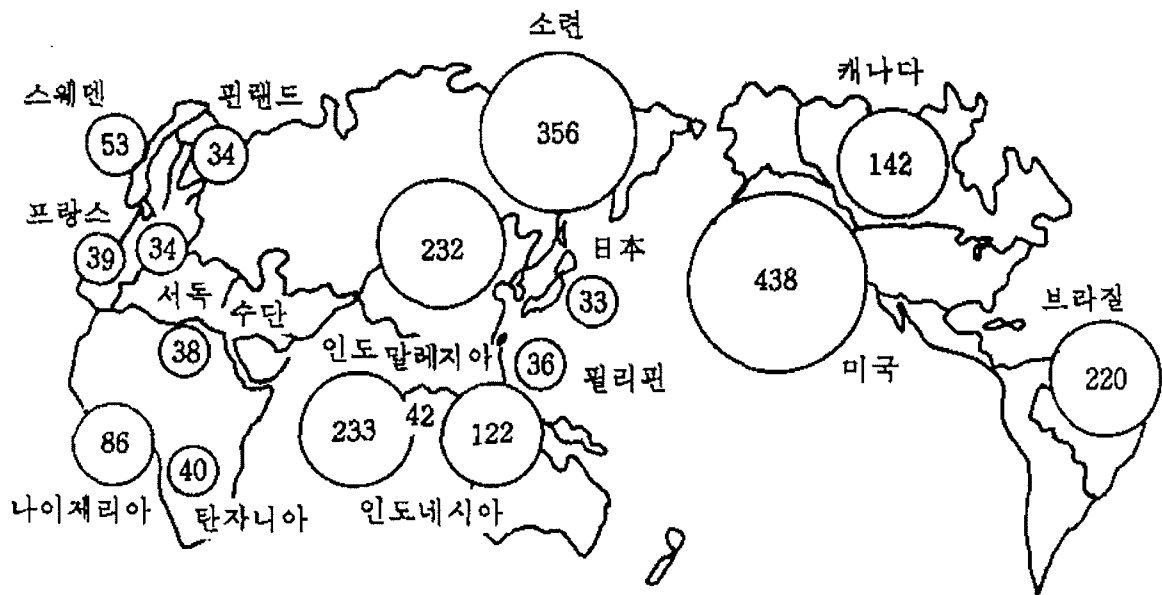 소련
캐나다
스웨덴
핀랜드
53
34
356
142
프랑스
39
34
232
日本
서독
수단
33
438
브라질
38
인도
말레지아
36
필리핀
미국
220
233
42
122
86
40
나이제리아
탄자니아
인도네시아